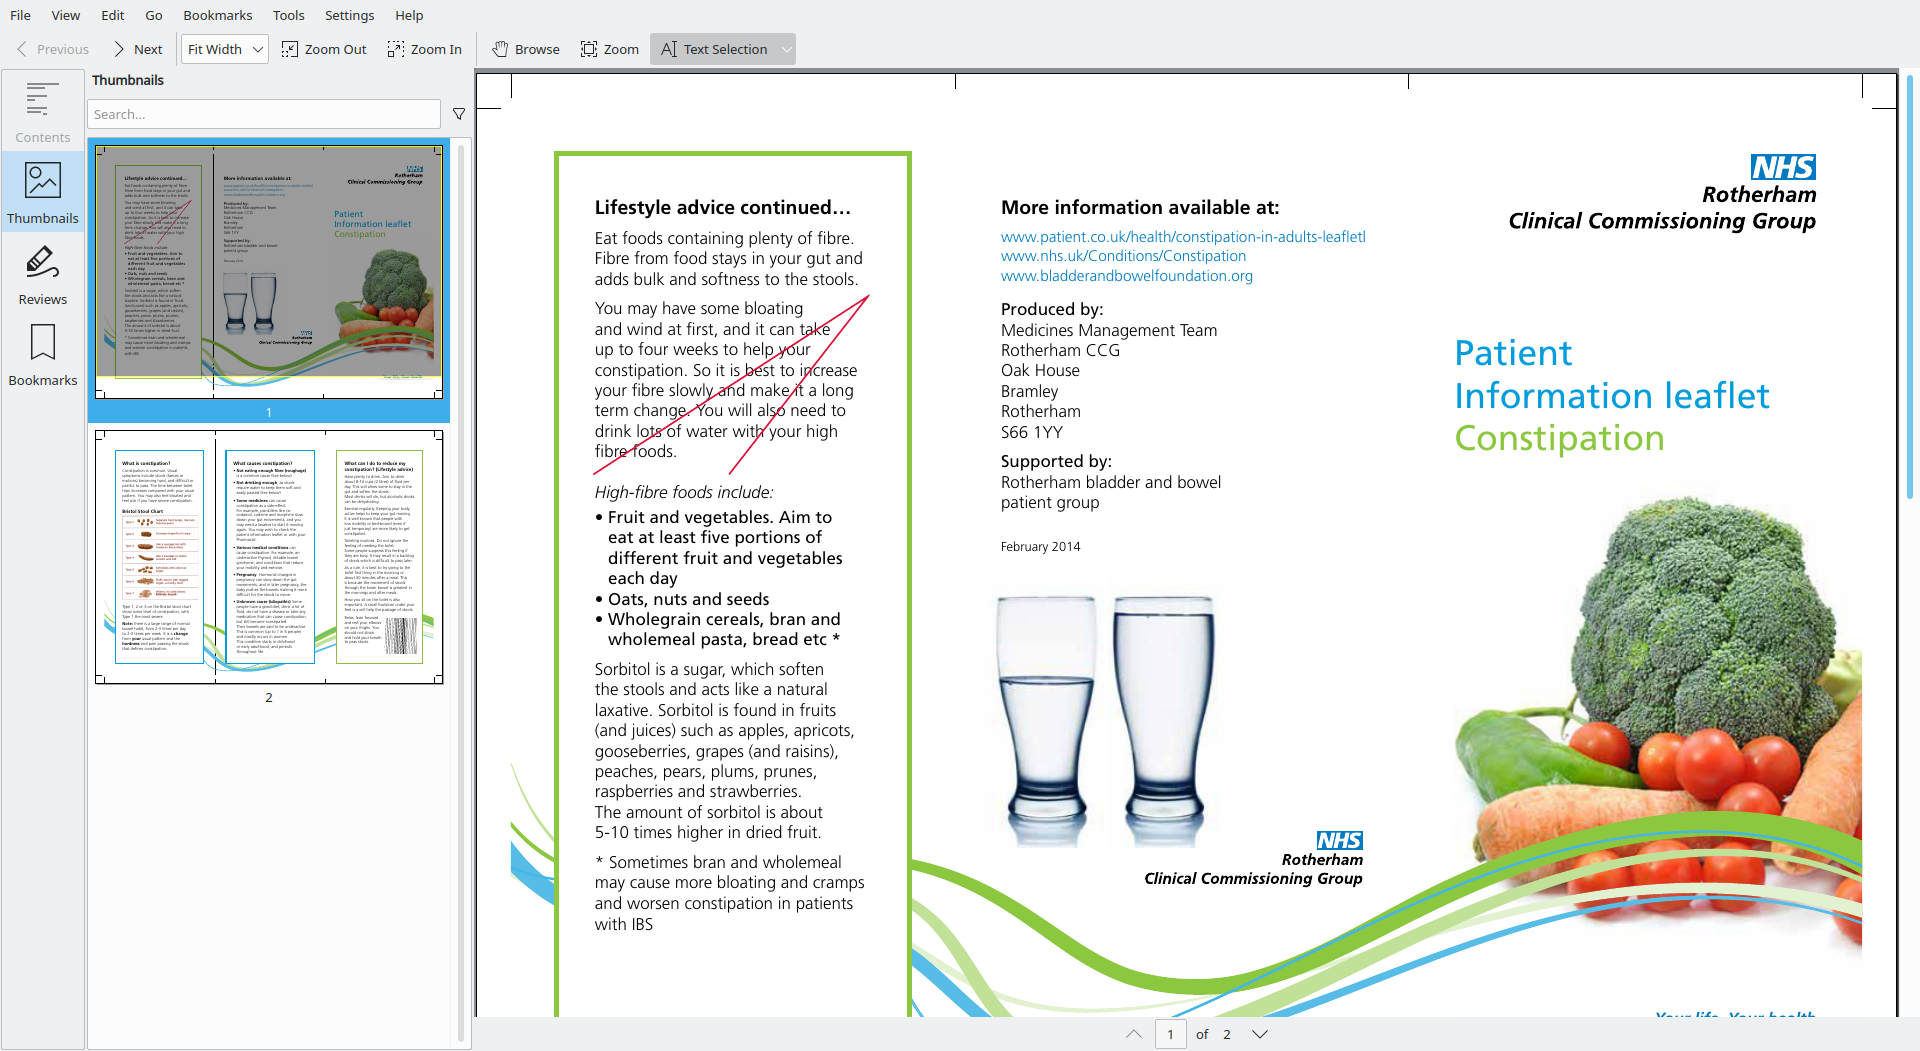 File View Edit Go Bookmarks Tools Settings Help
Previous Next Fit Width Zoom Out Zoom In Browse Zoom Text Selection
Contents
Thumbnails
Reviews
Bookmarks
Thumbnails
Search...
1
2
Lifestyle advice continued...
Eat foods containing plenty of fibre.
Fibre from food stays in your gut and
adds bulk and softness to the stools.
You may have some bloating
and wind at first, and it can take
up to four weeks to help your
constipation. So it is best to increase
your fibre slowly and make it a long
term change. You will also need to
drink lots of water with your high
fibre foods.
High-fibre foods include:
• Fruit and vegetables. Aim to
eat at least five portions of
different fruit and vegetables
each day
• Oats, nuts and seeds
• Wholegrain cereals, bran and
wholemeal pasta, bread etc *
Sorbitol is a sugar, which soften
the stools and acts like a natural
laxative. Sorbitol is found in fruits
(and juices) such as apples, apricots,
gooseberries, grapes (and raisins),
peaches, pears, plums, prunes,
raspberries and strawberries.
The amount of sorbitol is about
5-10 times higher in dried fruit.
* Sometimes bran and wholemeal
may cause more bloating and cramps
and worsen constipation in patients
with IBS
More information available at:
www.patient.co.uk/health/constipation-in-adults-leafletl
www.nhs.uk/Conditions/Constipation
www.bladderandbowelfoundation.org
Produced by:
Medicines Management Team
Rotherham CCG
Oak House
Bramley
Rotherham
S66 1YY
Supported by:
Rotherham bladder and bowel
patient group
February 2014
NHS
Rotherham
Clinical Commissioning Group
NHS
Rotherham
Clinical Commissioning Group
Patient
Information leaflet
Constipation
Your life, Your health
1 of 2